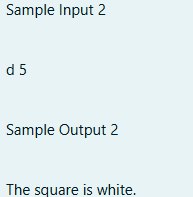 Sample Input 2
d 5
Sample Output 2
The square is white.